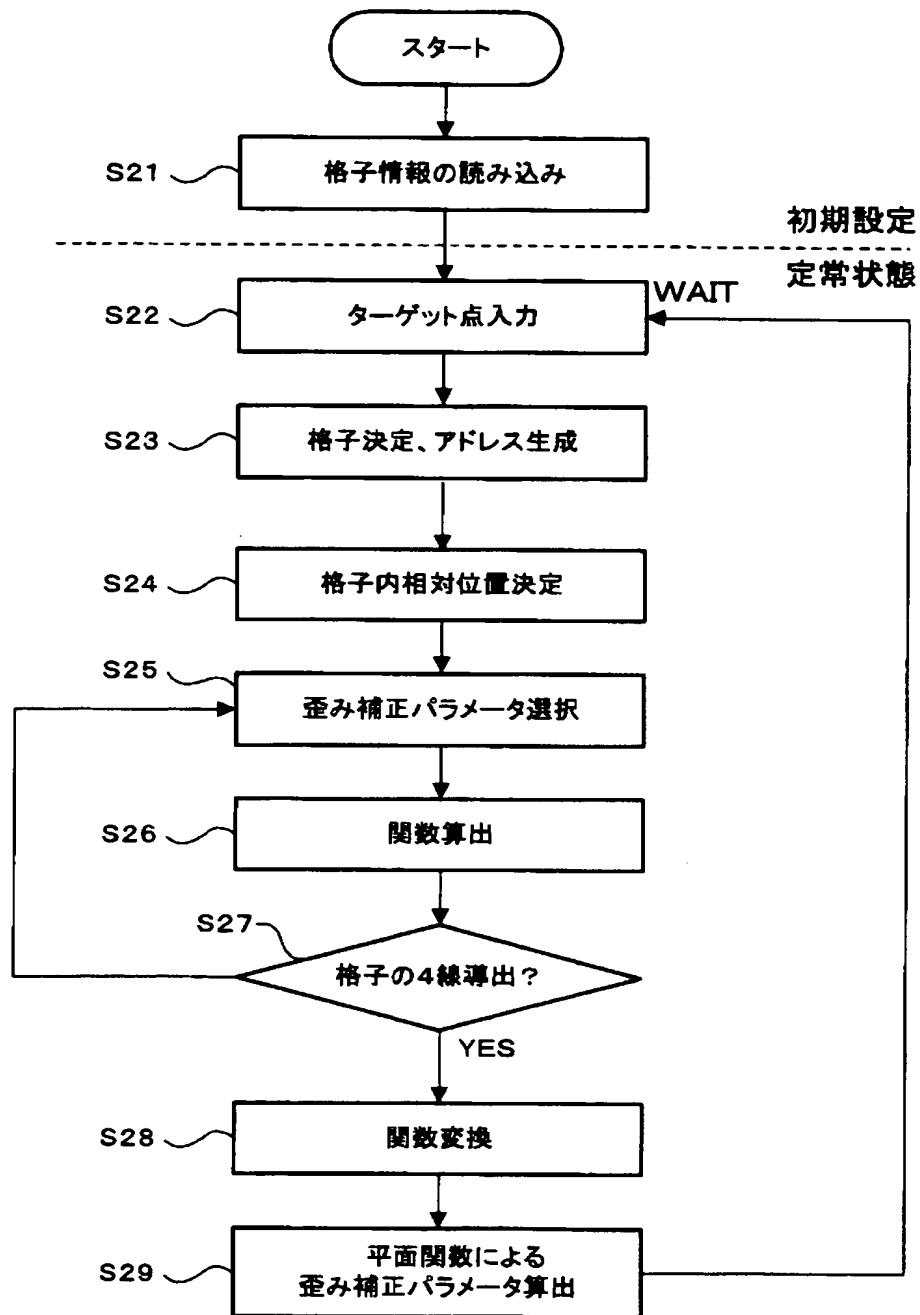 スタート
S21
格子情報の読み込み
初期設定
定常状態
WAIT
S22
ターゲット点入力
S23
格子決定、アドレス生成
S24
格子内相対位置決定
S25
歪み補正パラメータ選択
S26
関数算出
S27
格子の4線導出?
YES
S28
関数変換
S29
平面関数による
歪み補正パラメータ算出